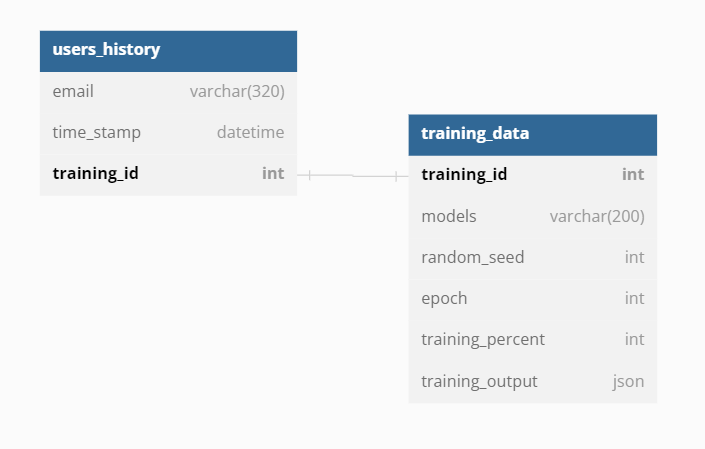 users_history
email varchar(320)
time_stamp datetime
training_id int
training_data
training_id int
models varchar(200)
random_seed int
epoch int
training_percent int
training_output json